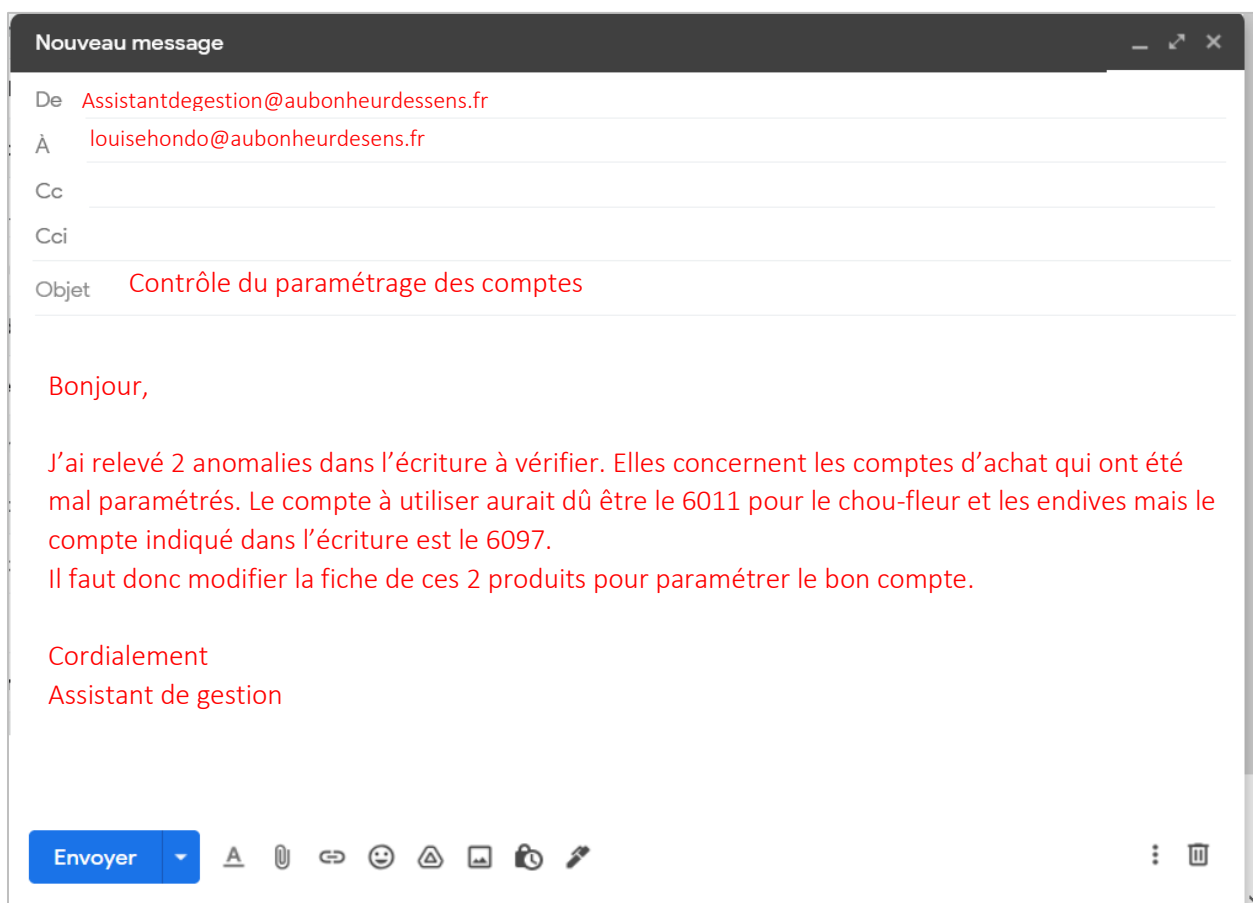 Nouveau message
De Assistantdegestion@aubonheurdessens.fr
À louisehondo@aubonheurdesens.fr
Cc
Cci
Objet Contrôle du paramétrage des comptes
Bonjour,
J’ai relevé 2 anomalies dans l’écriture à vérifier. Elles concernent les comptes d’achat qui ont été
mal paramétrés. Le compte à utiliser aurait dû être le 6011 pour le chou-fleur et les endives mais le
compte indiqué dans l’écriture est le 6097.
Il faut donc modifier la fiche de ces 2 produits pour paramétrer le bon compte.
Cordialement
Assistant de gestion
Envoyer